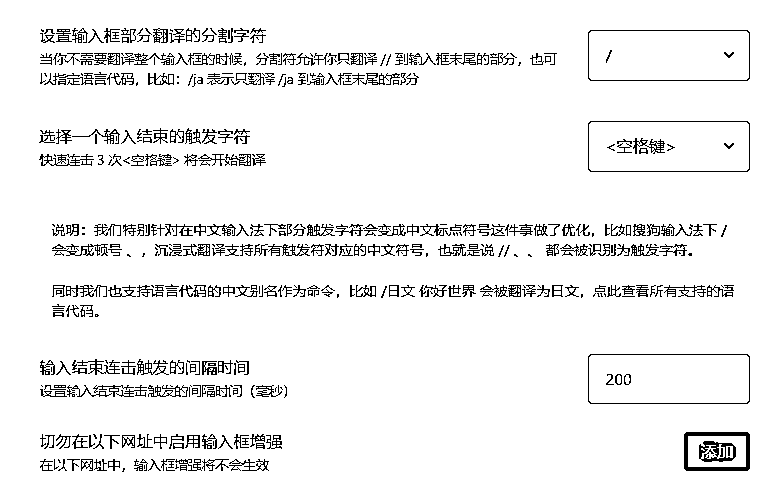 设置输入框部分翻译的分割字符
当你不需要翻译整个输入框的时候，分割符允许你只翻译 // 到输入框末尾的部分，也可
以指定语言代码，比如：/ja 表示只翻译 /ja 到输入框末尾的部分
/
选择一个输入结束的触发字符
快速连击 3 次<空格键> 将会开始翻译
<空格键>
说明：我们特别针对在中文输入法下部分触发字符会变成中文标点符号这件事做了优化，比如搜狗输入法下 /
会变成顿号 、，沉浸式翻译支持所有触发符对应的中文符号，也就是说 // 、、 都会被识别为触发字符。
同时我们也支持语言代码的中文别名作为命令，比如 /日文 你好世界 会被翻译为日文，点此查看所有支持的语
言代码。
输入结束连击触发的间隔时间
设置输入结束连击触发的间隔时间（毫秒）
200
切勿在以下网址中启用输入框增强
在以下网址中，输入框增强将不会生效
添加